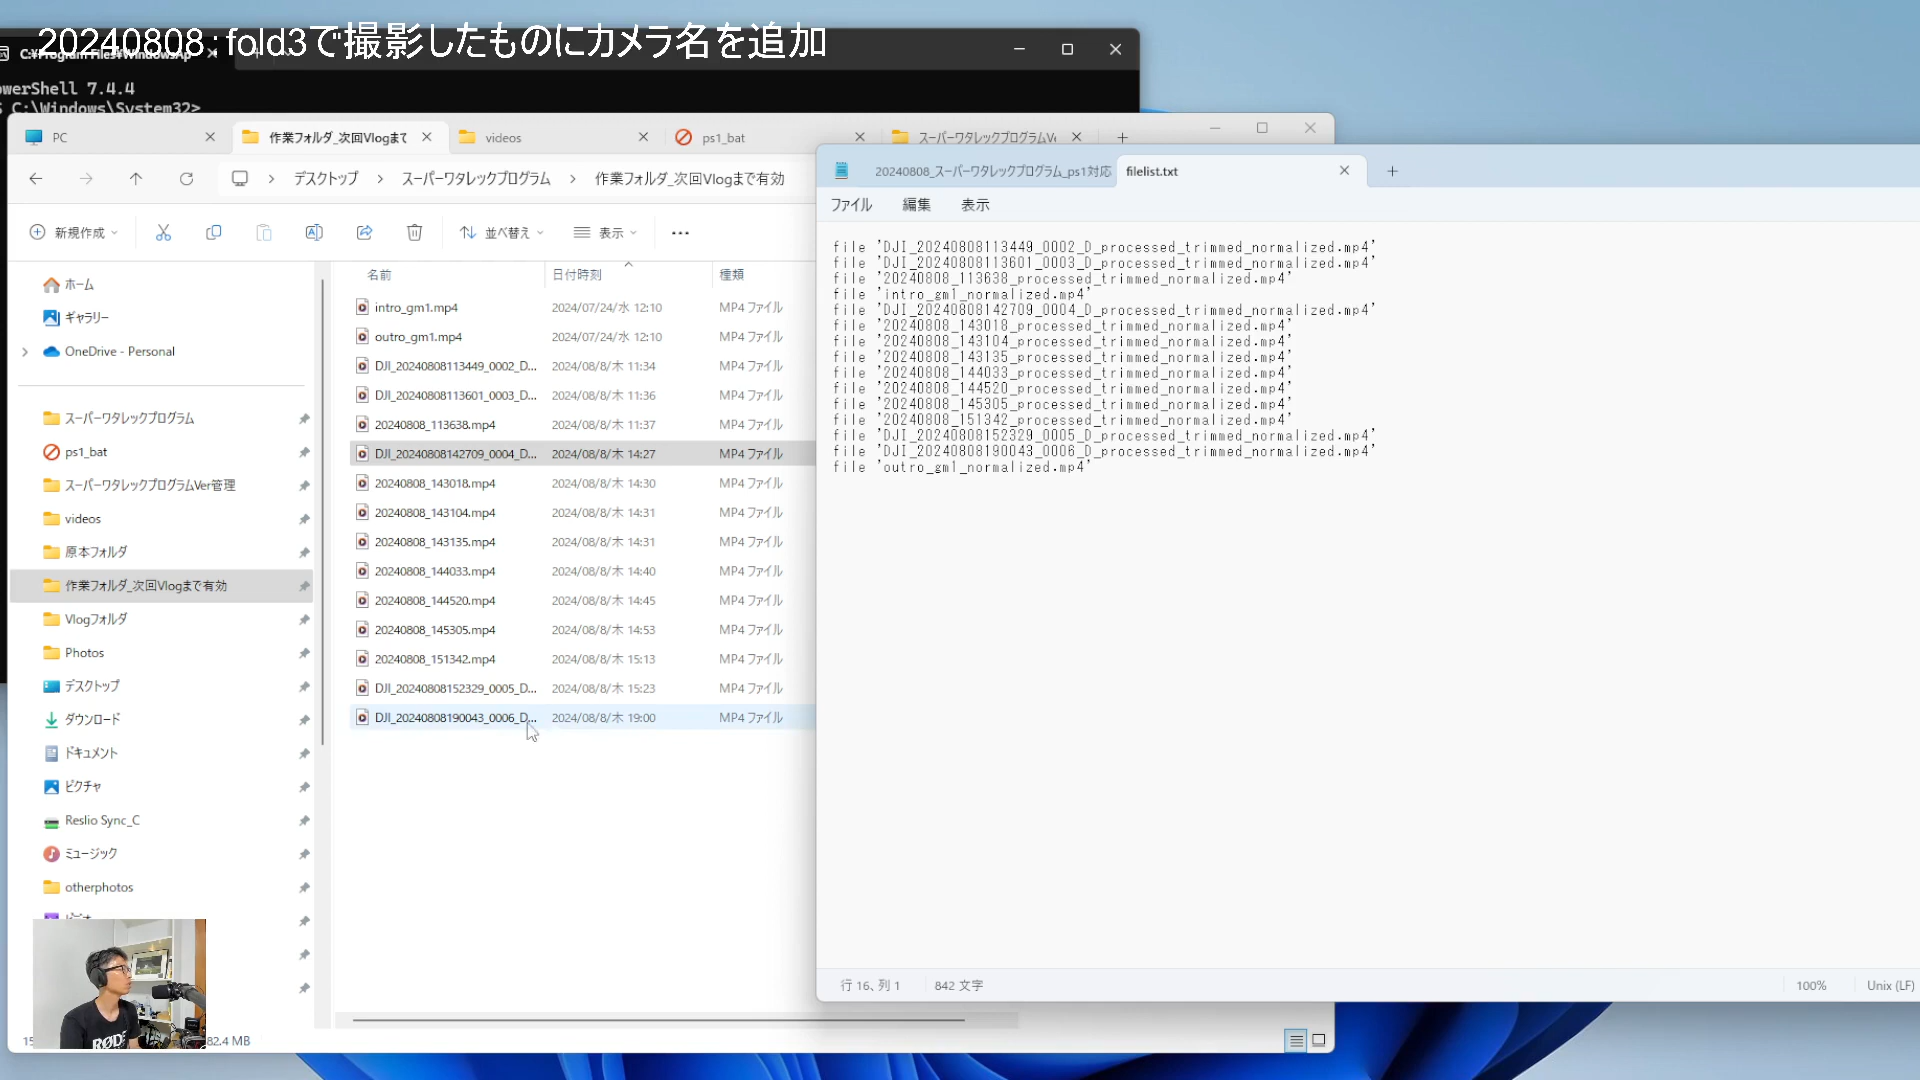 20240808：fold3で撮影したものにカメラ名を追加
C:¥Program Files¥WindowsAp
owerShell 7.4.4
C:\Windows\System32>
PC
作業フォルダ_次回Vlogまで
videos
ps1_bat
スーパーワタレックプログラムVe
デスクトップ > スーパーワタレックプログラム > 作業フォルダ_次回Vlogまで有効
新規作成
並べ替え
表示
ホーム
ギャラリー
OneDrive - Personal
スーパーワタレックプログラム
ps1_bat
スーパーワタレックプログラムVer管理
videos
原本フォルダ
作業フォルダ_次回Vlogまで有効
Vlogフォルダ
Photos
デスクトップ
ダウンロード
ドキュメント
ピクチャ
Reslio Sync_C
ミュージック
otherphotos
名前 日付時刻 種類
intro_gm1.mp4 2024/07/24/水 12:10 MP4 ファイル
outro_gm1.mp4 2024/07/24/水 12:10 MP4 ファイル
DJI_20240808113449_0002_D... 2024/08/8/木 11:34 MP4 ファイル
DJI_20240808113601_0003_D... 2024/08/8/木 11:36 MP4 ファイル
20240808_113638.mp4 2024/08/8/木 11:37 MP4 ファイル
DJI_20240808142709_0004_D... 2024/08/8/木 14:27 MP4 ファイル
20240808_143018.mp4 2024/08/8/木 14:30 MP4 ファイル
20240808_143104.mp4 2024/08/8/木 14:31 MP4 ファイル
20240808_143135.mp4 2024/08/8/木 14:31 MP4 ファイル
20240808_144033.mp4 2024/08/8/木 14:40 MP4 ファイル
20240808_144520.mp4 2024/08/8/木 14:45 MP4 ファイル
20240808_145305.mp4 2024/08/8/木 14:53 MP4 ファイル
20240808_151342.mp4 2024/08/8/木 15:13 MP4 ファイル
DJI_20240808152329_0005_D... 2024/08/8/木 15:23 MP4 ファイル
DJI_20240808190043_0006_D... 2024/08/8/木 19:00 MP4 ファイル
82.4 MB
RØDE
20240808_スーパーワタレックプログラム_ps1対応
filelist.txt
ファイル 編集 表示
file 'DJI_20240808113449_0002_D_processed_trimmed_normalized.mp4'
file 'DJI_20240808113601_0003_D_processed_trimmed_normalized.mp4'
file '20240808_113638_processed_trimmed_normalized.mp4'
file 'intro_gm1_normalized.mp4'
file 'DJI_20240808142709_0004_D_processed_trimmed_normalized.mp4'
file '20240808_143018_processed_trimmed_normalized.mp4'
file '20240808_143104_processed_trimmed_normalized.mp4'
file '20240808_143135_processed_trimmed_normalized.mp4'
file '20240808_144033_processed_trimmed_normalized.mp4'
file '20240808_144520_processed_trimmed_normalized.mp4'
file '20240808_145305_processed_trimmed_normalized.mp4'
file '20240808_151342_processed_trimmed_normalized.mp4'
file 'DJI_20240808152329_0005_D_processed_trimmed_normalized.mp4'
file 'DJI_20240808190043_0006_D_processed_trimmed_normalized.mp4'
file 'outro_gm1_normalized.mp4'
行 16、列 1
842 文字
100%
Unix (LF)